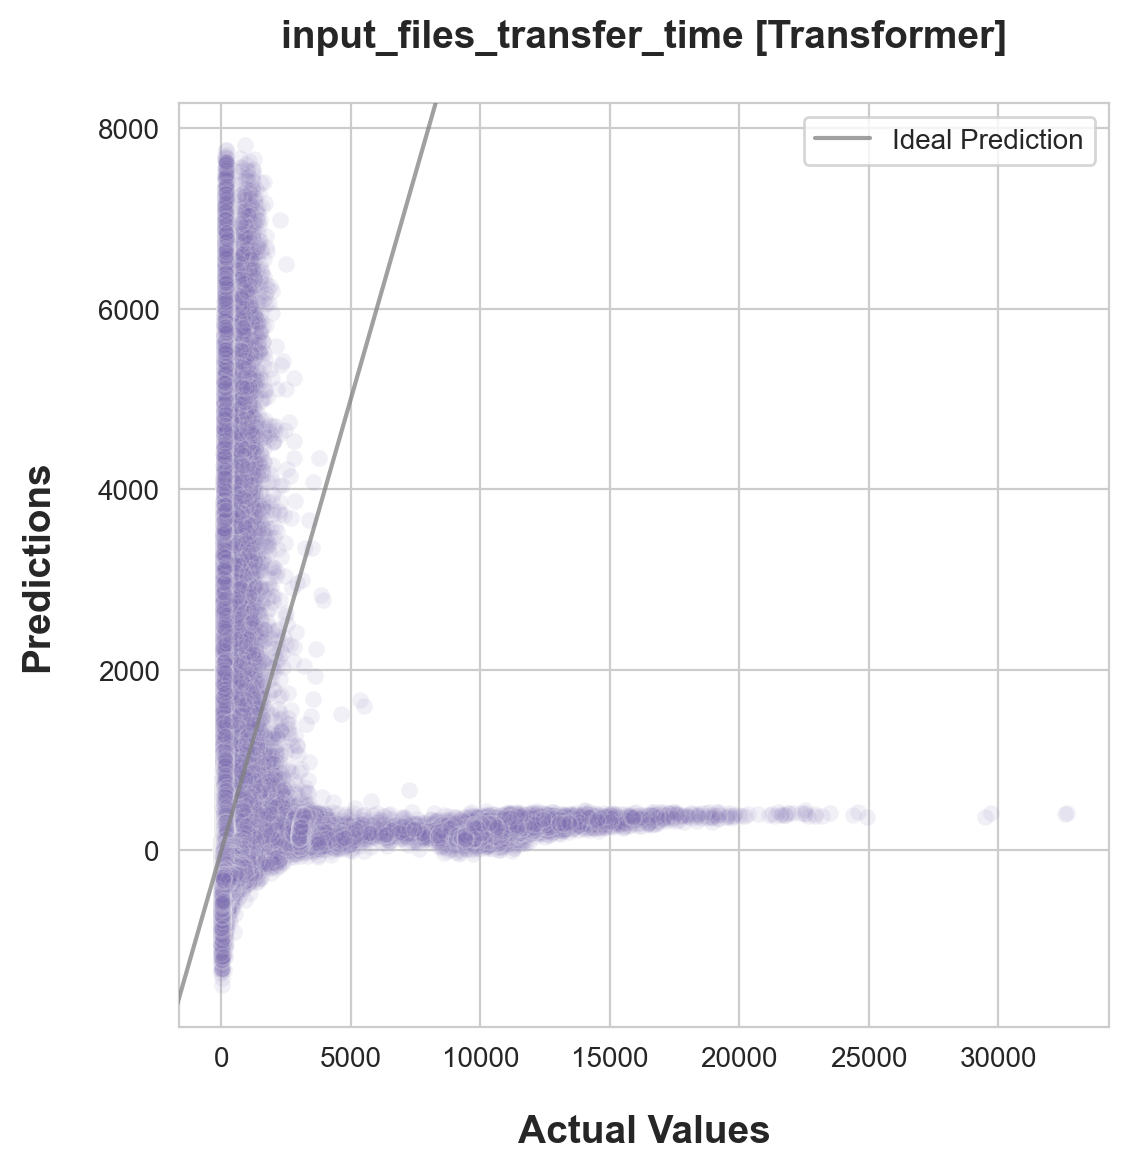 input_files_transfer_time [Transformer]
Ideal Prediction
8000
6000
4000
2000
0
Predictions
0 5000 10000 15000 20000 25000 30000
Actual Values